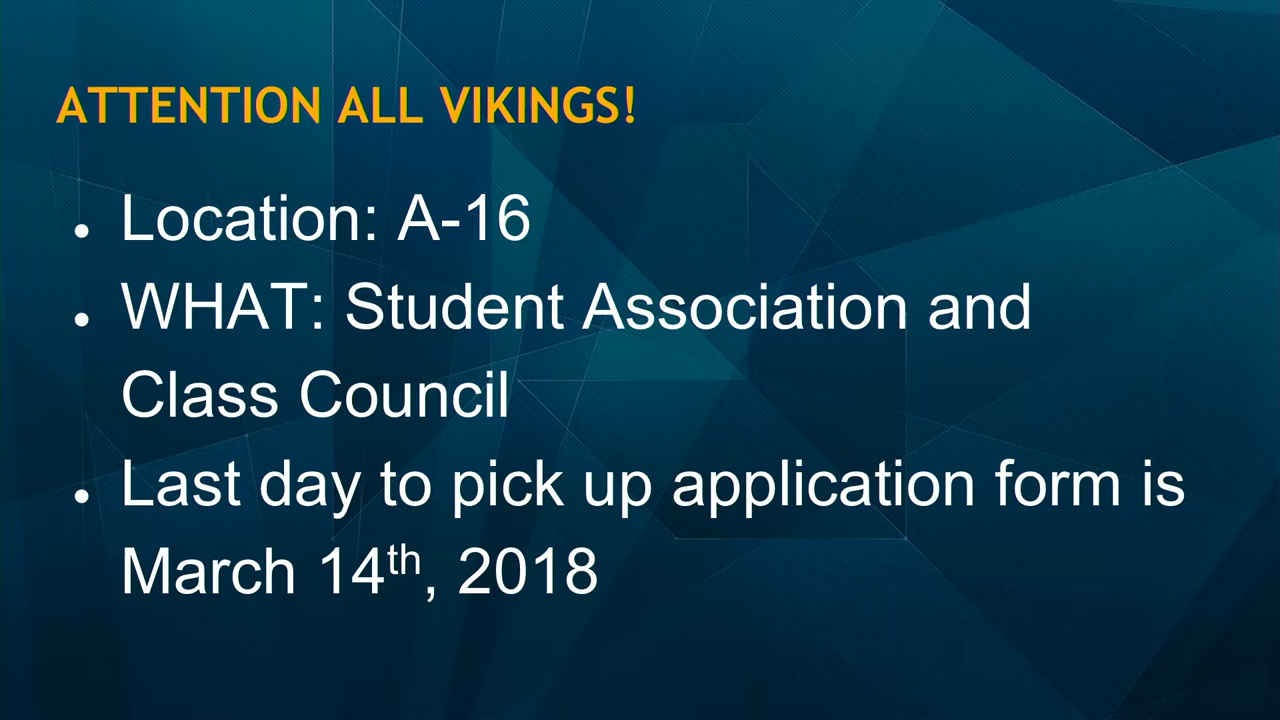 ATTENTION ALL VIKINGS!
• Location: A-16
• WHAT: Student Association and
Class Council
• Last day to pick up application form is
March 14th, 2018